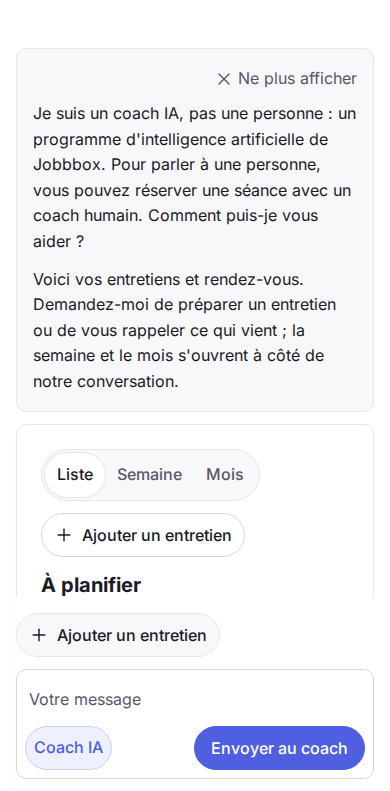 Ne plus afficher
Je suis un coach IA, pas une personne : un
programme d'intelligence artificielle de
Jobbbox. Pour parler à une personne,
vous pouvez réserver une séance avec un
coach humain. Comment puis-je vous
aider ?
Voici vos entretiens et rendez-vous.
Demandez-moi de préparer un entretien
ou de vous rappeler ce qui vient ; la
semaine et le mois s'ouvrent à côté de
notre conversation.
Liste Semaine Mois
Ajouter un entretien
À planifier
Ajouter un entretien
Votre message
Coach IA Envoyer au coach